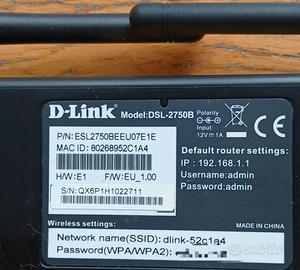 D-Link Model:DSL-2750B
Polarity
Input: 12V⎓1A
P/N: ESL2750BEEU07E1E
MAC ID: 80268952C1A4
H/W: E1 F/W:EU_1.00
S/N: QX6P1H1022711
Default router settings:
IP : 192.168.1.1
Username:admin
Password:admin
MADE IN CHINA
Wireless settings:
Network name(SSID): dlink-52c1a4
Password(WPA/WPA2):
subito